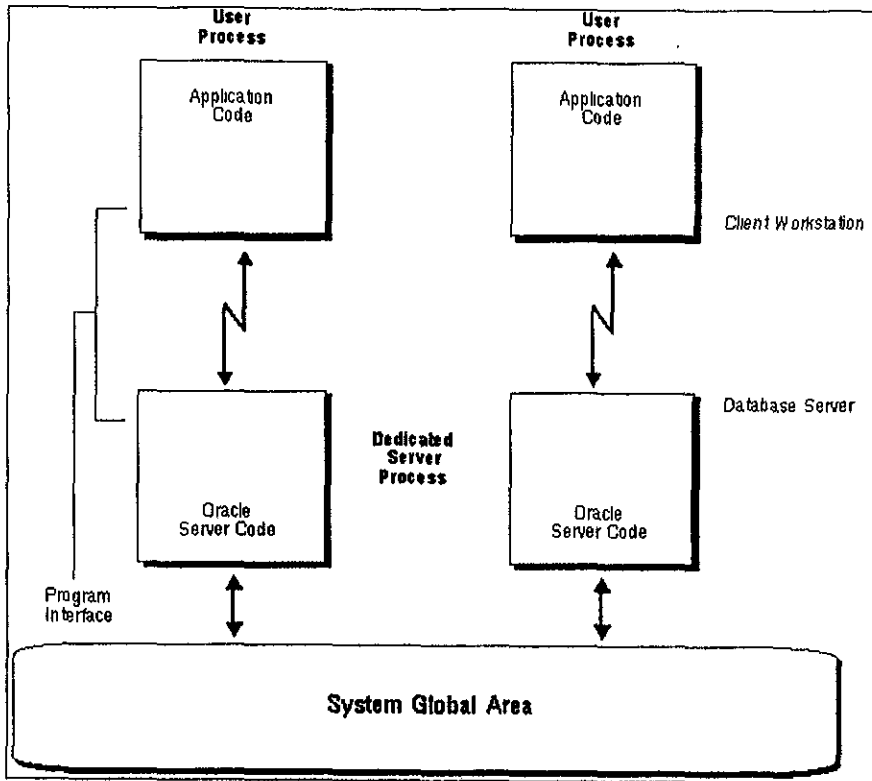 User
Process
User
Process
Application
Code
Application
Code
Client Workstation
Database Server
Dedicated
Server
Process
Oracle
Server Code
Oracle
Server Code
Program
Interface
System Global Area